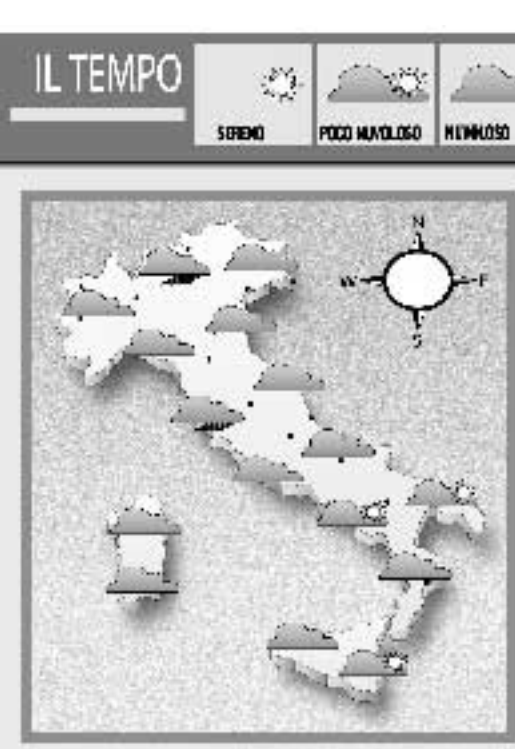 IL TEMPO
SERENO
POCO NUVOLOSO
NUVOLOSO
N
W
E
S